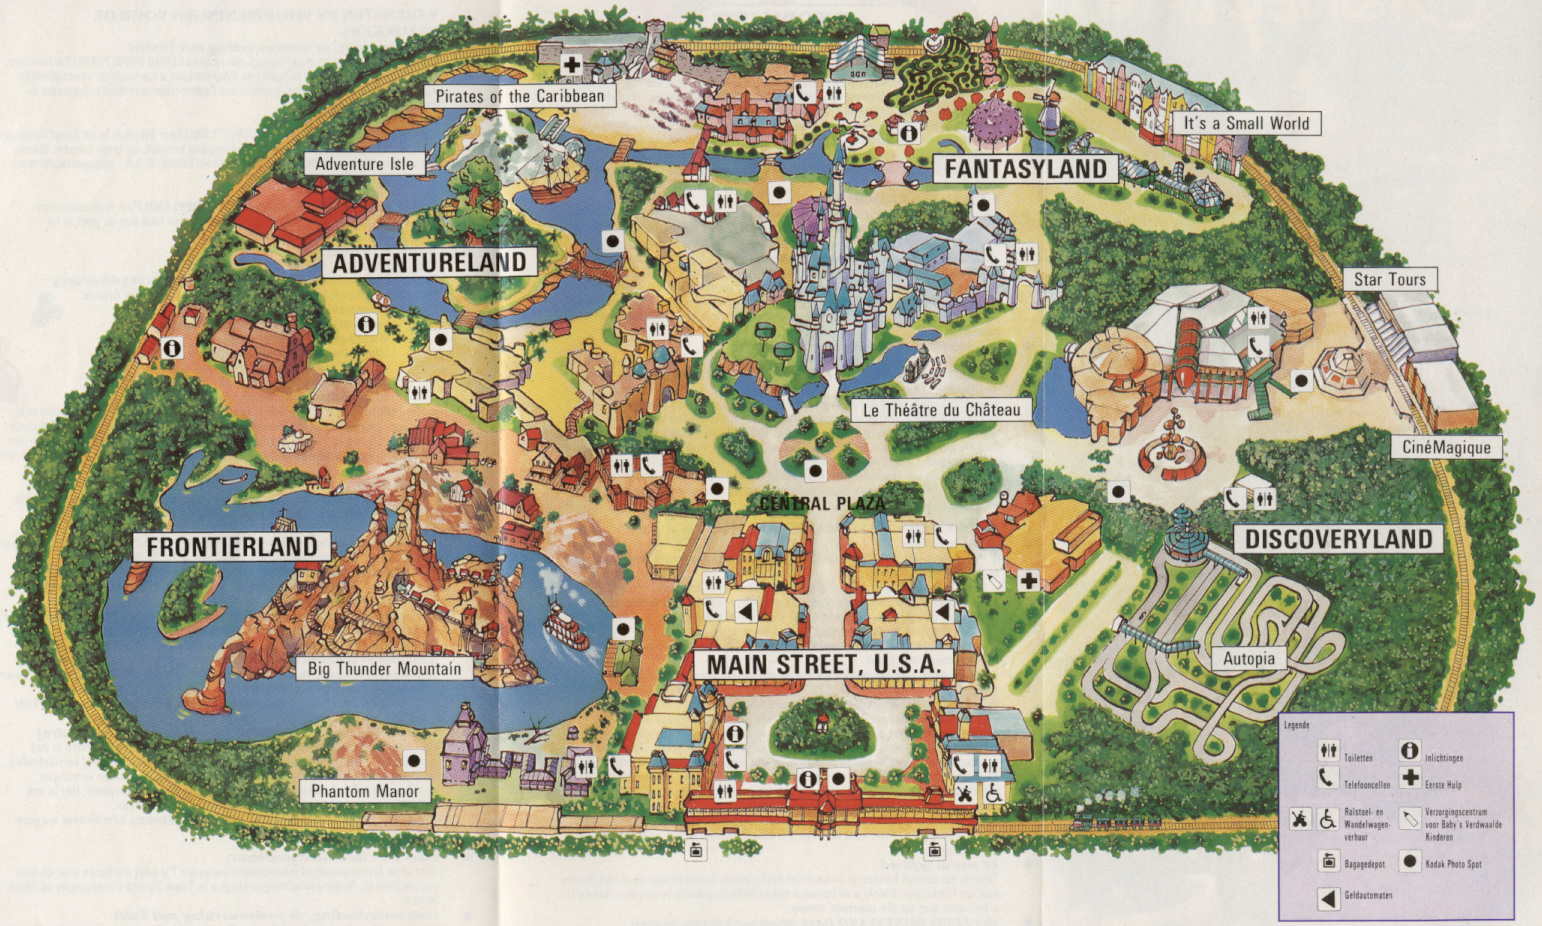 Pirates of the Caribbean
It's a Small World
Adventure Isle
FANTASYLAND
ADVENTURELAND
Star Tours
Le Théâtre du Château
CinéMagique
CENTRAL PLAZA
FRONTIERLAND
DISCOVERYLAND
Big Thunder Mountain
MAIN STREET, U.S.A.
Autopia
Phantom Manor
Legende
Toiletten
Inlichtingen
Telefooncellen
Eerste Hulp
Rolstoel- en
Wandelwagen-
verhuur
Verzorgingscentrum
voor Baby's Verdwaalde
Kinderen
Bagagedepot
Kodak Photo Spot
Geldautomaten